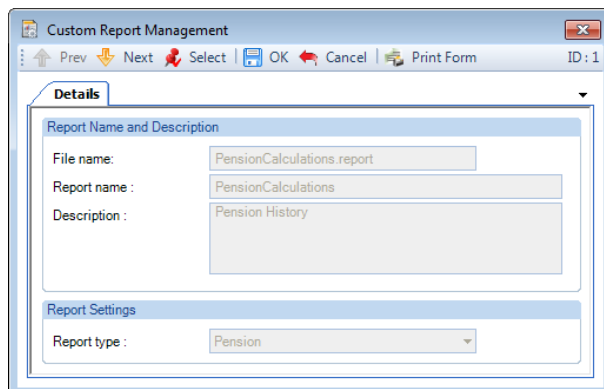 Custom Report Management
Prev Next Select OK Cancel Print Form ID : 1
Details
Report Name and Description
File name: PensionCalculations.report
Report name : PensionCalculations
Description : Pension History
Report Settings
Report type : Pension